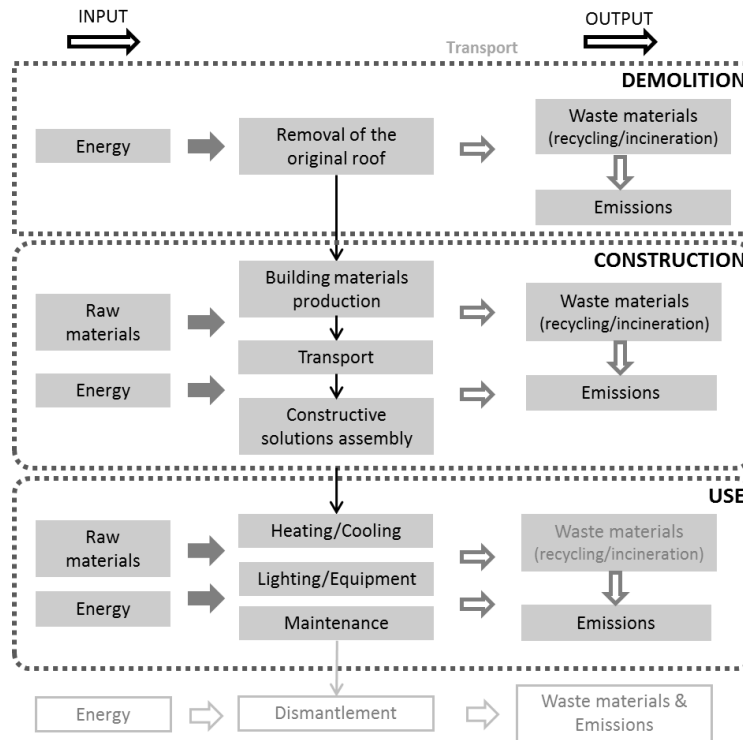 INPUT
OUTPUT
Transport
DEMOLITION
Energy
Removal of the
original roof
Waste materials
(recycling/incineration)
Emissions
CONSTRUCTION
Raw
materials
Energy
Building materials
production
Transport
Constructive
solutions assembly
Waste materials
(recycling/incineration)
Emissions
USE
Raw
materials
Energy
Heating/Cooling
Lighting/Equipment
Maintenance
Waste materials
(recycling/incineration)
Emissions
Energy
Dismantlement
Waste materials &
Emissions